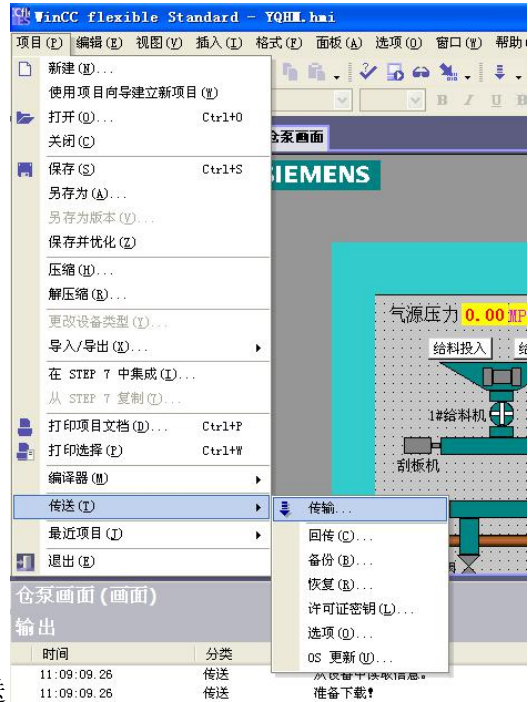 WinCC flexible Standard - YQHM.hmi
项目(P) 编辑(E) 视图(V) 插入(I) 格式(F) 面板(A) 选项(O) 窗口(W) 帮助
新建(N)...
使用项目向导建立新项目(W)
打开(O)... Ctrl+O
关闭(C)
保存(S) Ctrl+S
另存为(A)...
另存为版本(V)...
保存并优化(Z)
压缩(H)...
解压缩(R)...
更改设备类型(Y)...
导入/导出(X)...
在 STEP 7 中集成(I)...
从 STEP 7 复制(T)...
打印项目文档(D)... Ctrl+P
打印选择(P) Ctrl+W
编译器(M)
传送(T)
最近项目(J)
退出(E)
传输...
回传(C)...
备份(B)...
恢复(R)...
许可证密钥(L)...
选项(O)...
OS 更新(U)...
B I U
仓泵画面
SIEMENS
气源压力 0.00 MP
给料投入
1#给料机
刮板机
仓泵画面(画面)
输出
时间 分类
11:09:09.26 传送 从设备中读取信息。
11:09:09.26 传送 准备下载!